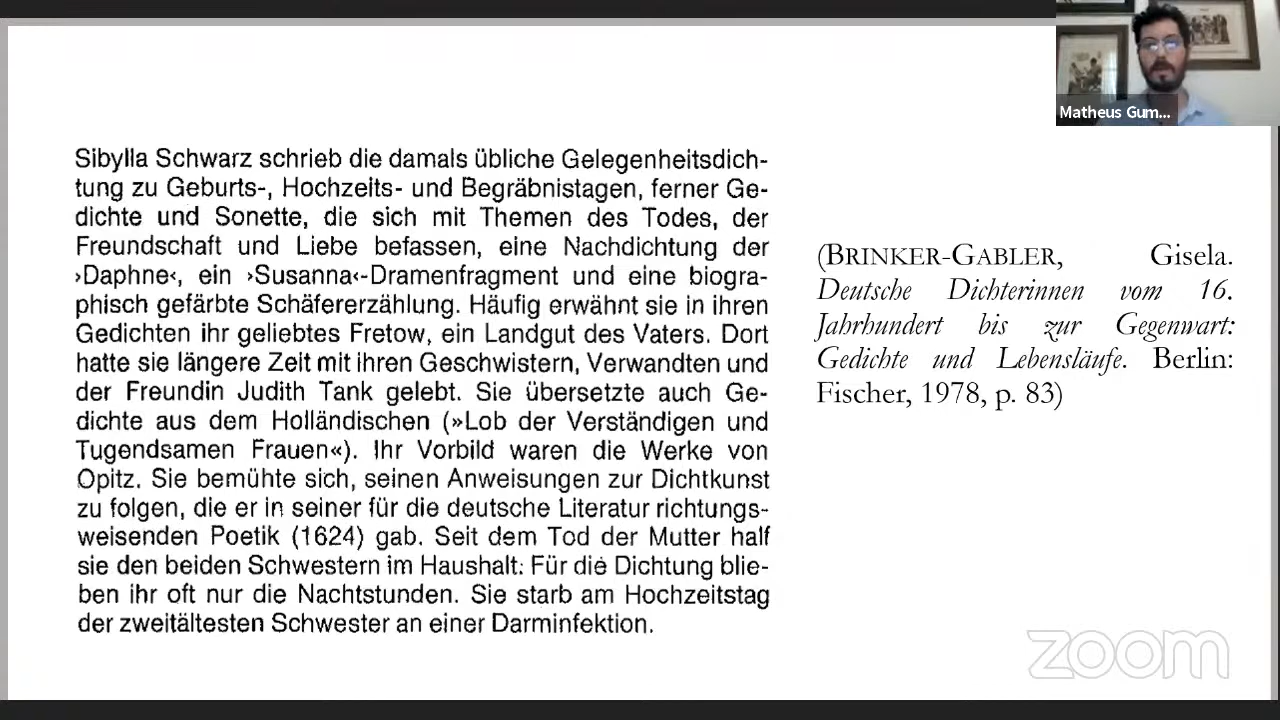 Sibylla Schwarz schrieb die damals übliche Gelegenheitsdich-
tung zu Geburts-, Hochzeits- und Begräbnistagen, ferner Ge-
dichte und Sonette, die sich mit Themen des Todes, der
Freundschaft und Liebe befassen, eine Nachdichtung der
›Daphne‹, ein ›Susanna‹-Dramenfragment und eine biogra-
phisch gefärbte Schäfererzählung. Häufig erwähnt sie in ihren
Gedichten ihr geliebtes Fretow, ein Landgut des Vaters. Dort
hatte sie längere Zeit mit ihren Geschwistern, Verwandten und
der Freundin Judith Tank gelebt. Sie übersetzte auch Ge-
dichte aus dem Holländischen (»Lob der Verständigen und
Tugendsamen Frauen«). Ihr Vorbild waren die Werke von
Opitz. Sie bemühte sich, seinen Anweisungen zur Dichtkunst
zu folgen, die er in seiner für die deutsche Literatur richtungs-
weisenden Poetik (1624) gab. Seit dem Tod der Mutter half
sie den beiden Schwestern im Haushalt: Für die Dichtung blie-
ben ihr oft nur die Nachtstunden. Sie starb am Hochzeitstag
der zweitältesten Schwester an einer Darminfektion.
(BRINKER-GABLER, Gisela.
Deutsche Dichterinnen vom 16.
Jahrhundert bis zur Gegenwart:
Gedichte und Lebensläufe. Berlin:
Fischer, 1978, p. 83)
Matheus Gum...
zoom